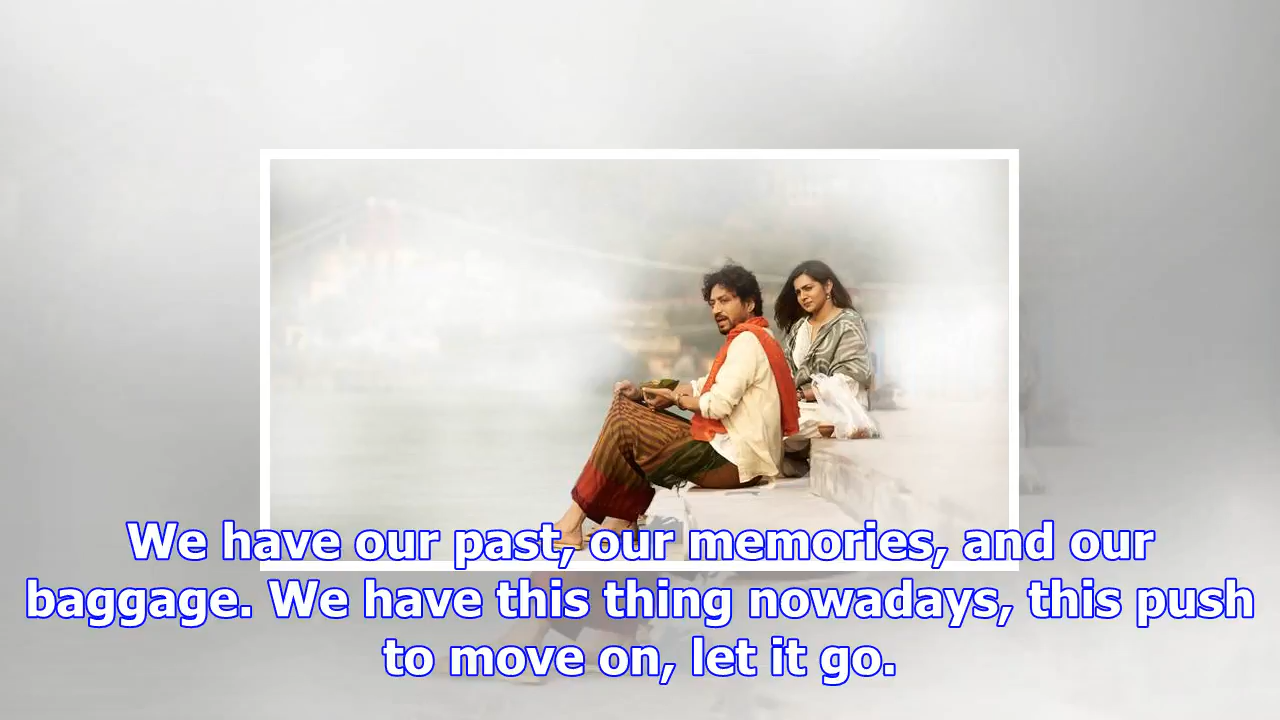 We have our past, our memories, and our
baggage. We have this thing nowadays, this push
to move on, let it go.